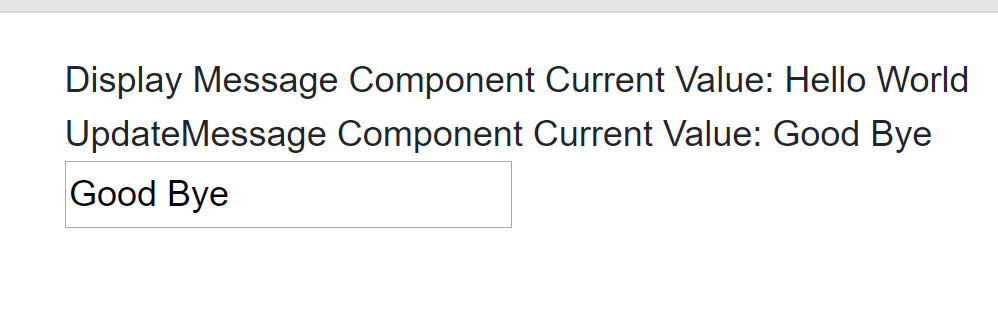 Display Message Component Current Value: Hello World
UpdateMessage Component Current Value: Good Bye
Good Bye